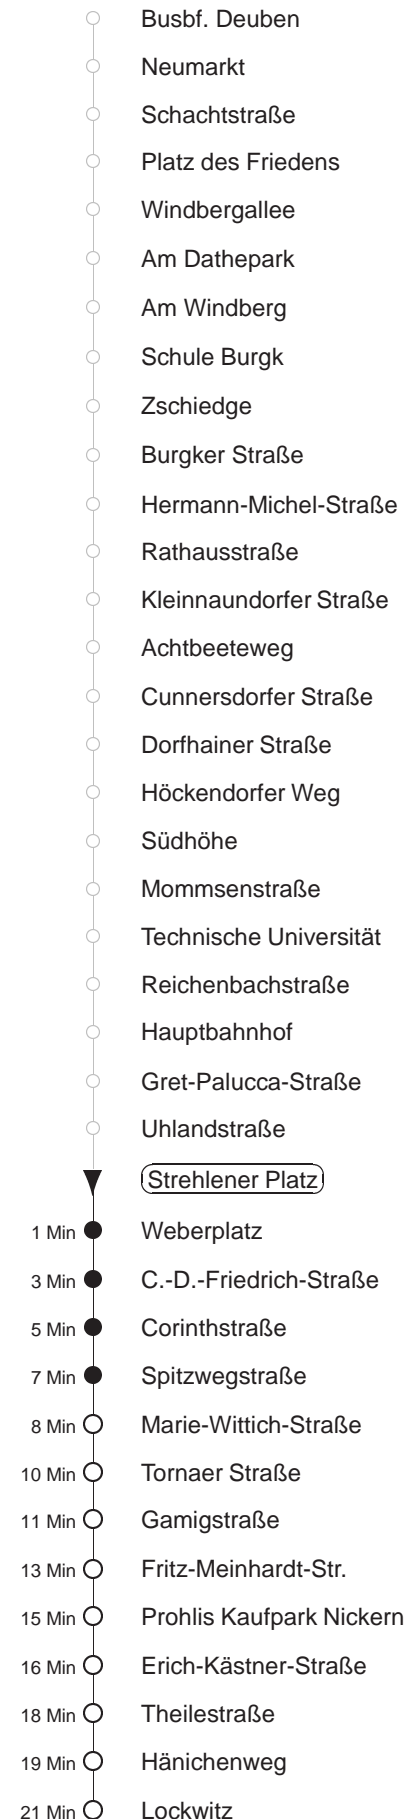 Busbf. Deuben
Neumarkt
Schachtstraße
Platz des Friedens
Windbergallee
Am Dathepark
Am Windberg
Schule Burgk
Zschiedge
Burgker Straße
Hermann-Michel-Straße
Rathausstraße
Kleinnaundorfer Straße
Achtbeeteweg
Cunnersdorfer Straße
Dorfhainer Straße
Höckendorfer Weg
Südhöhe
Mommsenstraße
Technische Universität
Reichenbachstraße
Hauptbahnhof
Gret-Palucca-Straße
Uhlandstraße
Strehlener Platz
1 Min Weberplatz
3 Min C.-D.-Friedrich-Straße
5 Min Corinthstraße
7 Min Spitzwegstraße
8 Min Marie-Wittich-Straße
10 Min Tornaer Straße
11 Min Gamigstraße
13 Min Fritz-Meinhardt-Str.
15 Min Prohlis Kaufpark Nickern
16 Min Erich-Kästner-Straße
18 Min Theilestraße
19 Min Hänichenweg
21 Min Lockwitz